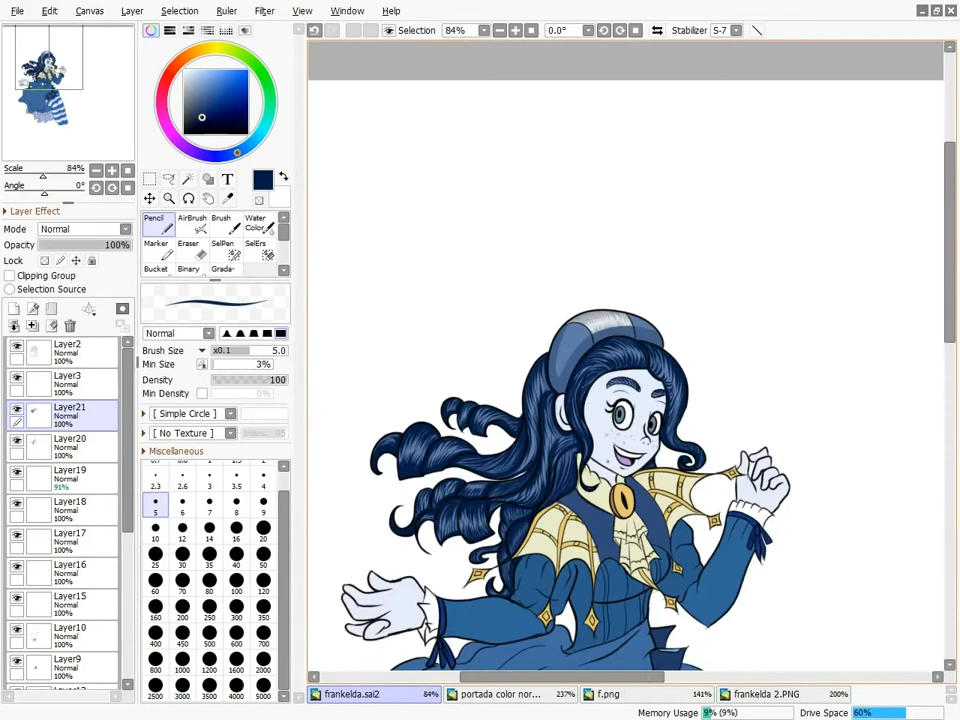 File Edit Canvas Layer Selection Ruler Filter View Window Help
Selection 84% 0.0° Stabilizer S-7
Scale 84%
Angle 0°
Layer Effect
Mode Normal
Opacity 100%
Lock
Clipping Group
Selection Source
Layer2
Normal
100%
Layer3
Normal
100%
Layer21
Normal
100%
Layer20
Normal
100%
Layer19
Normal
91%
Layer18
Normal
100%
Layer17
Normal
100%
Layer16
Normal
100%
Layer15
Normal
100%
Layer10
Normal
100%
Layer9
Normal
100%
T
Pencil AirBrush Brush Water Color
Marker Eraser SelPen SelErs
Bucket Binary Grada-
Normal
Brush Size x0.1 5.0
Min Size 3%
Density 100
Min Density 0%
[ Simple Circle ]
[ No Texture ]
Miscellaneous
2.3 2.6 3 3.5 4
5 6 7 8 9
10 12 14 16 20
25 30 35 40 50
60 70 80 100 120
160 200 250 300 350
400 450 500 600 700
800 1000 1200 1600 2000
2500 3000 3500 4000 5000
frankelda.sai2 84% portada color nor... 237% f.png 141% frankelda 2.PNG 200%
Memory Usage 9% (9%) Drive Space 60%